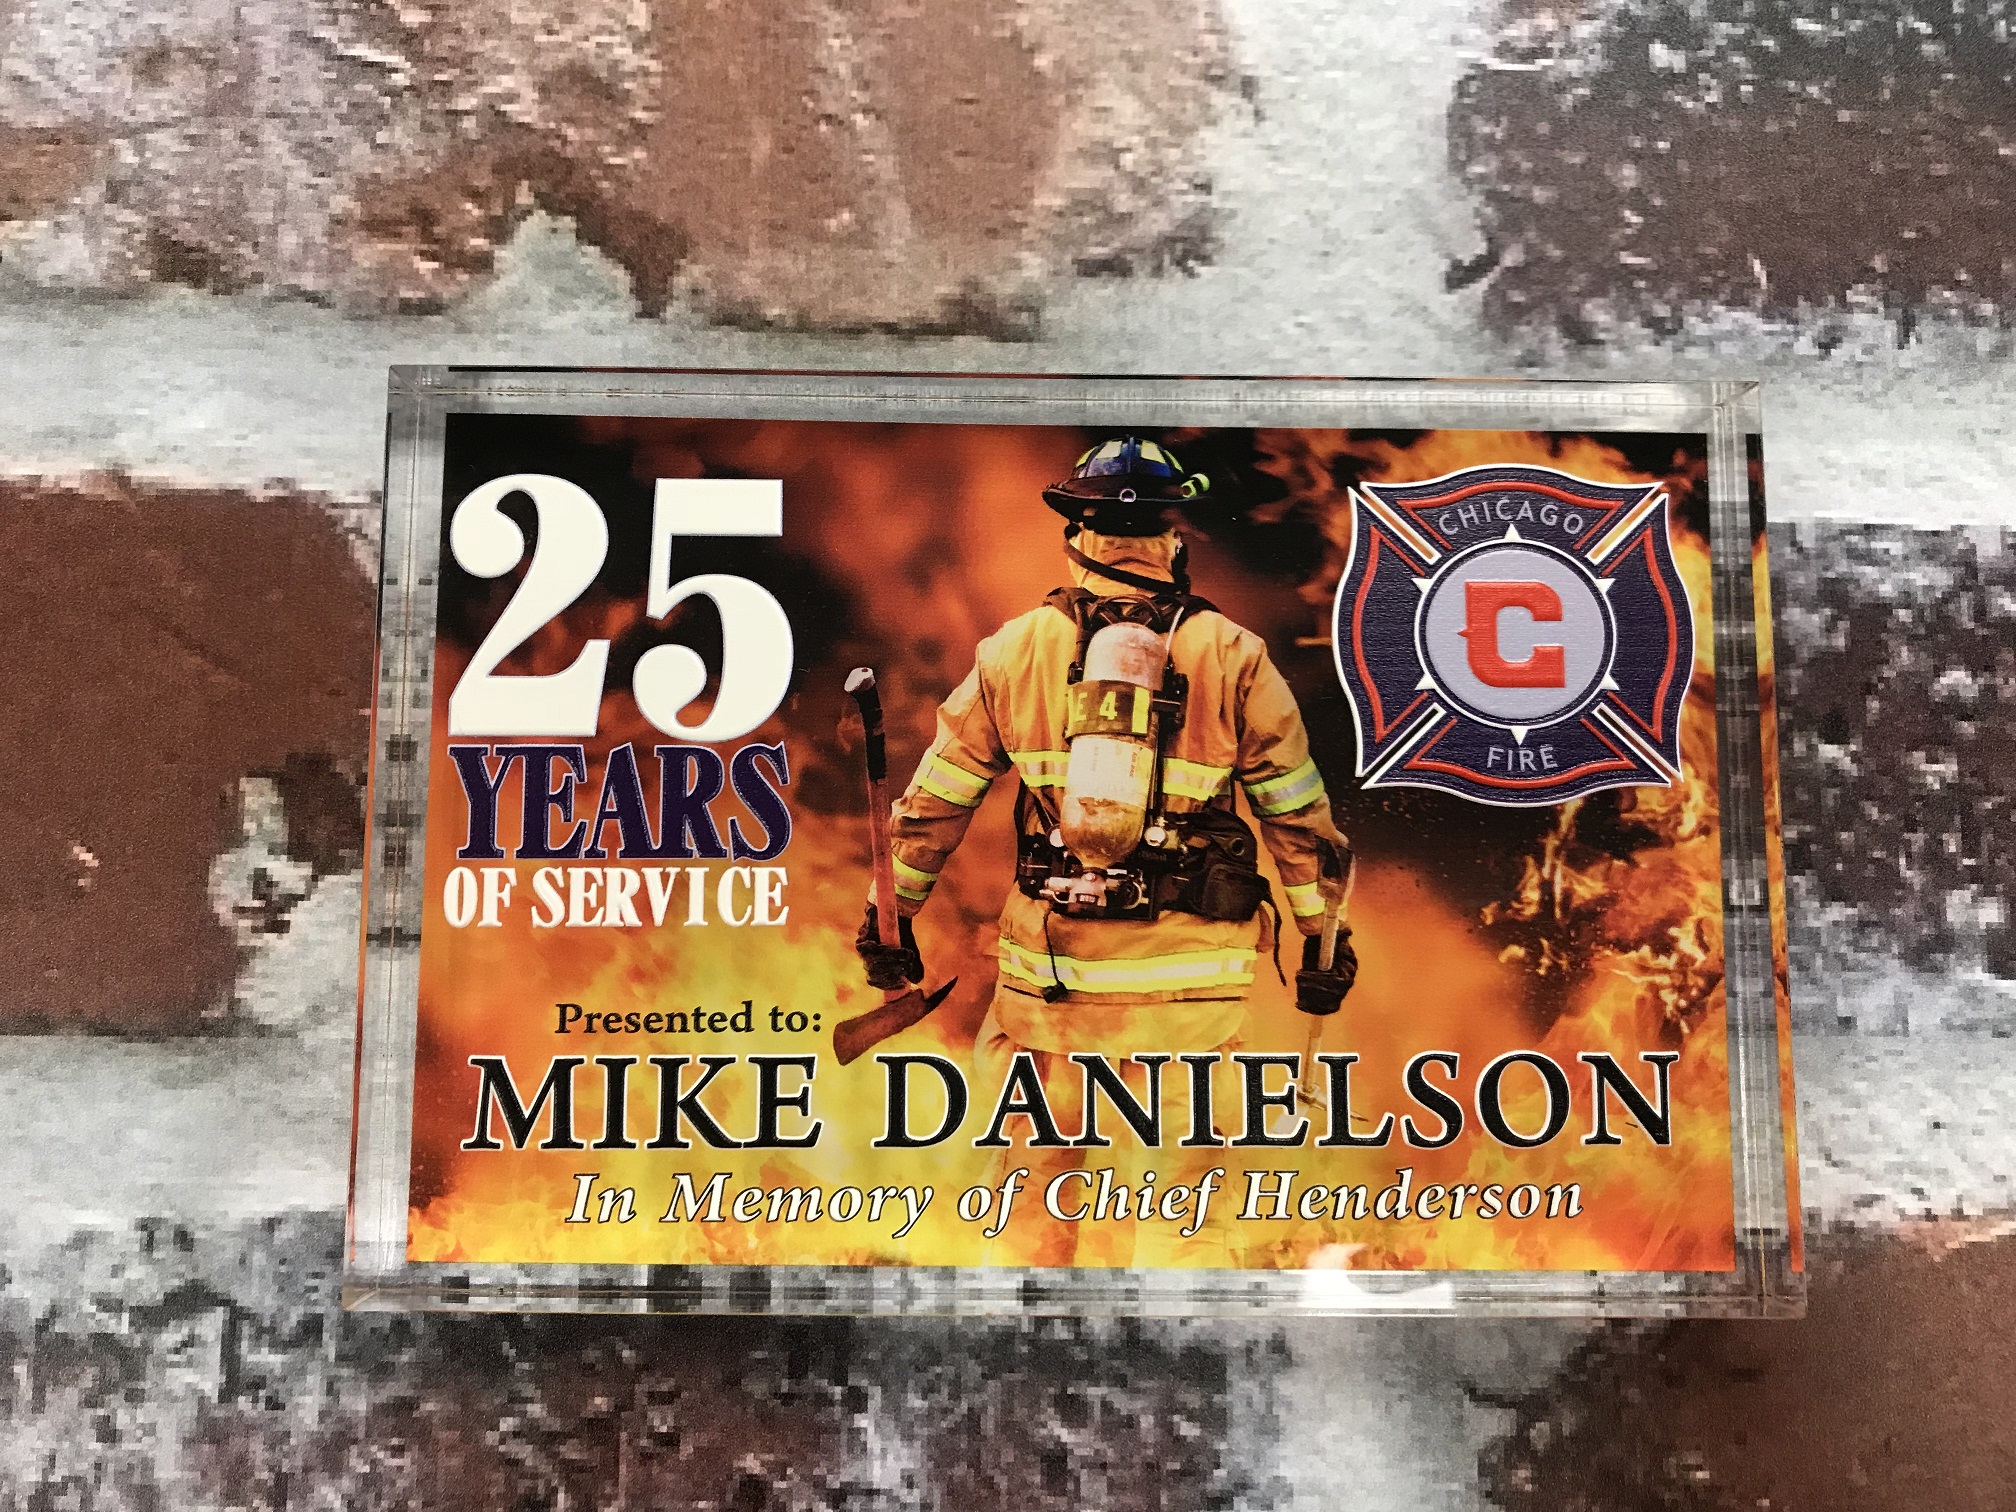 25
YEARS
OF SERVICE
CHICAGO
C
FIRE
E 4
Presented to:
MIKE DANIELSON
In Memory of Chief Henderson